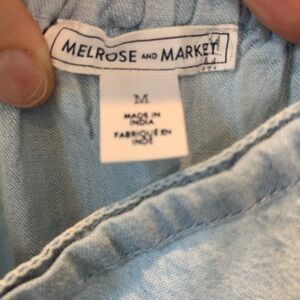 MELROSE AND MARKET
M
MADE IN
INDIA
FABRIQUÉ EN
INDE